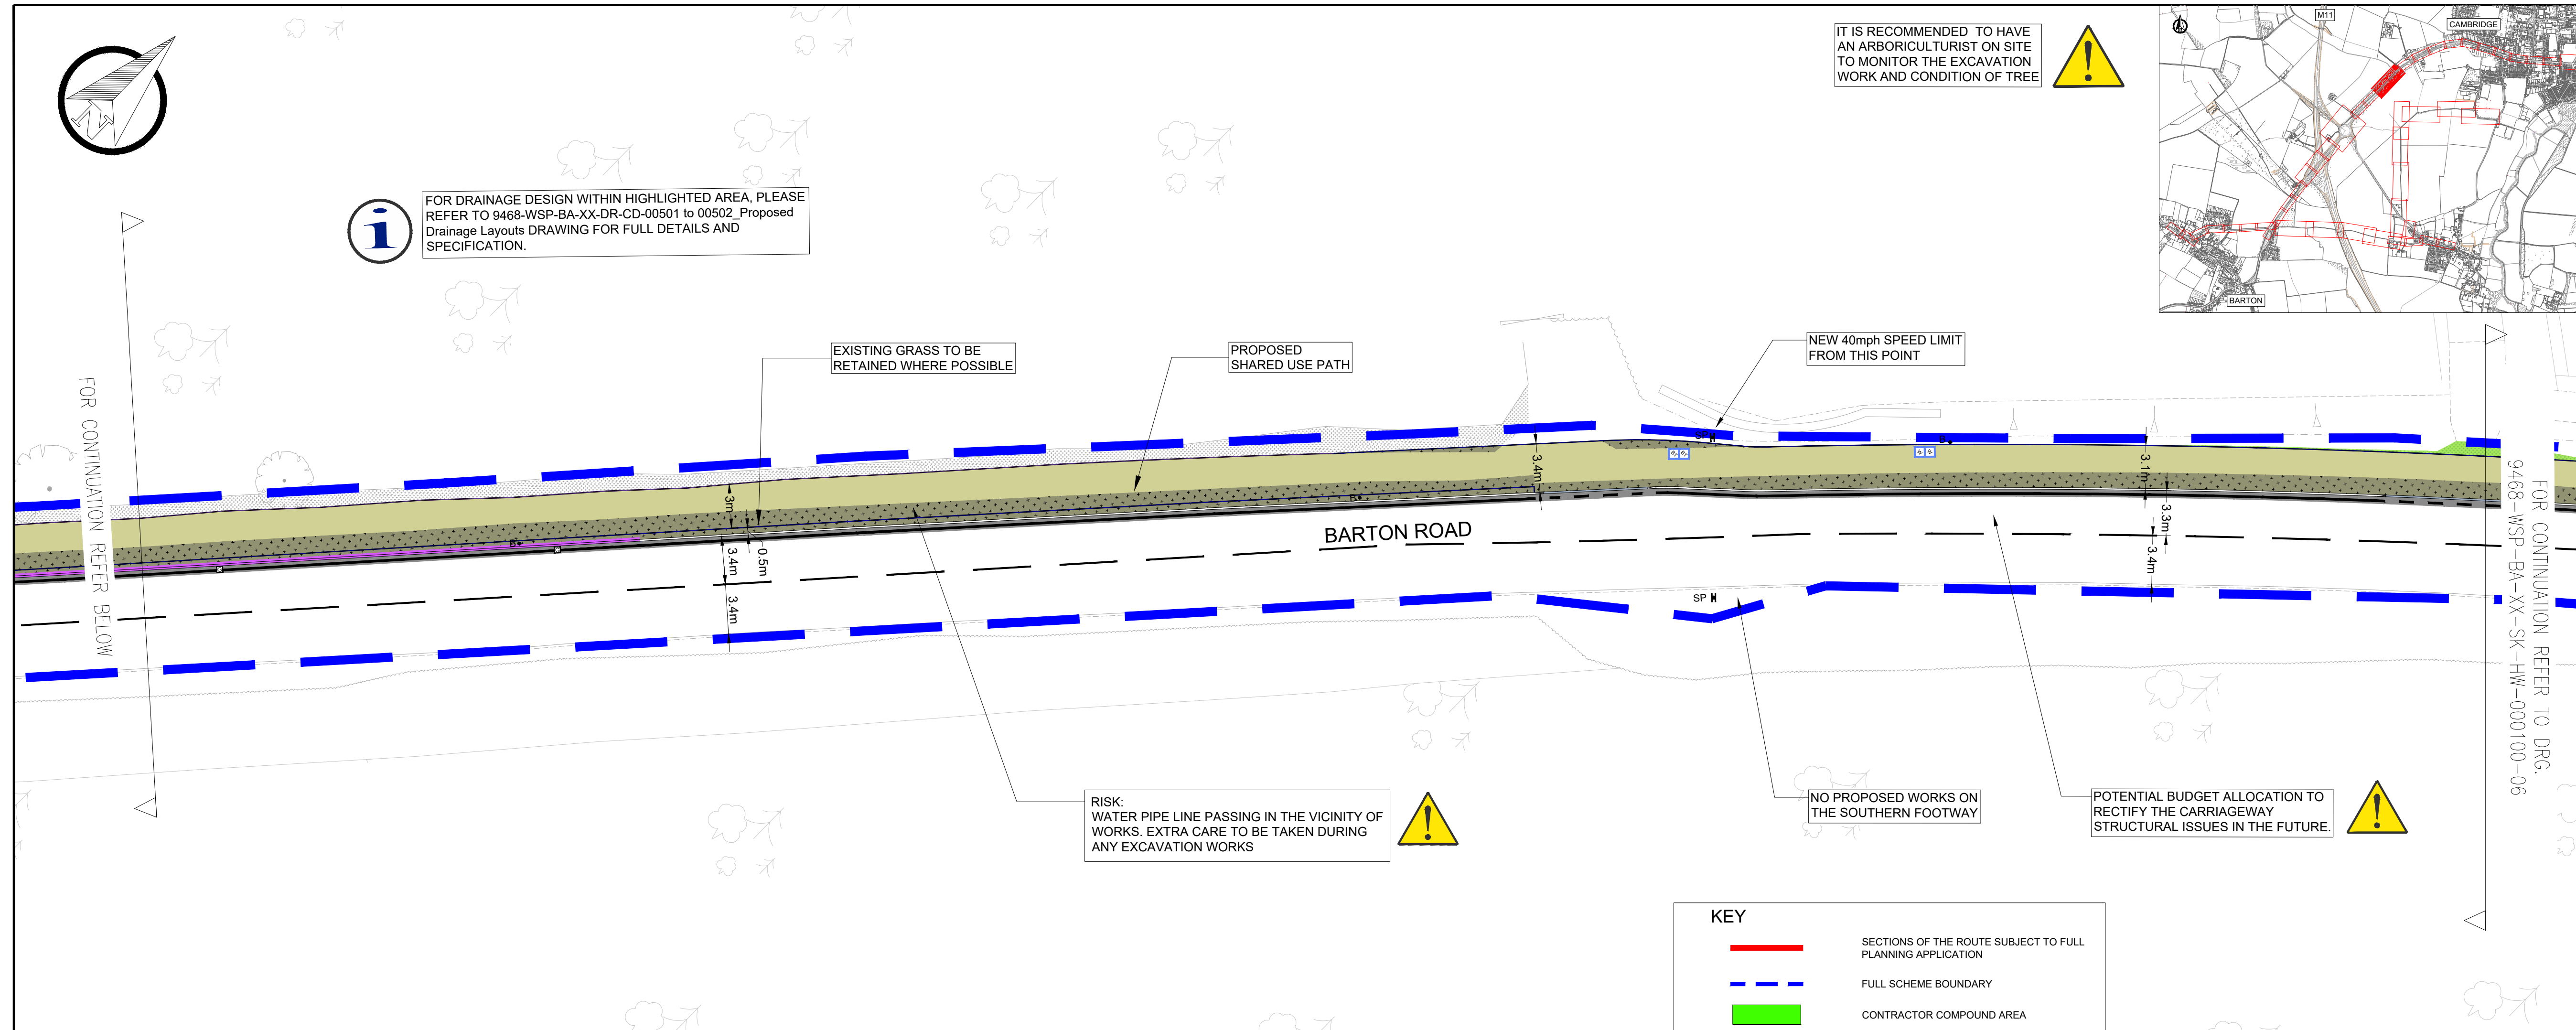 IT IS RECOMMENDED TO HAVE
AN ARBORICULTURIST ON SITE
TO MONITOR THE EXCAVATION
WORK AND CONDITION OF TREE
M11
CAMBRIDGE
BARTON
N
FOR DRAINAGE DESIGN WITHIN HIGHLIGHTED AREA, PLEASE
REFER TO 9468-WSP-BA-XX-DR-CD-00501 to 00502_Proposed
Drainage Layouts DRAWING FOR FULL DETAILS AND
SPECIFICATION.
EXISTING GRASS TO BE
RETAINED WHERE POSSIBLE
PROPOSED
SHARED USE PATH
NEW 40mph SPEED LIMIT
FROM THIS POINT
FOR CONTINUATION REFER BELOW
3m
0.5m
3.4m
3.4m
B
B
3.4m
SP
B
BARTON ROAD
3.1m
3.3m
3.4m
SP
FOR CONTINUATION REFER TO DRG.
9468-WSP-BA-XX-SK-HW-000100-06
RISK:
WATER PIPE LINE PASSING IN THE VICINITY OF
WORKS. EXTRA CARE TO BE TAKEN DURING
ANY EXCAVATION WORKS
NO PROPOSED WORKS ON
THE SOUTHERN FOOTWAY
POTENTIAL BUDGET ALLOCATION TO
RECTIFY THE CARRIAGEWAY
STRUCTURAL ISSUES IN THE FUTURE.
KEY
SECTIONS OF THE ROUTE SUBJECT TO FULL
PLANNING APPLICATION
FULL SCHEME BOUNDARY
CONTRACTOR COMPOUND AREA